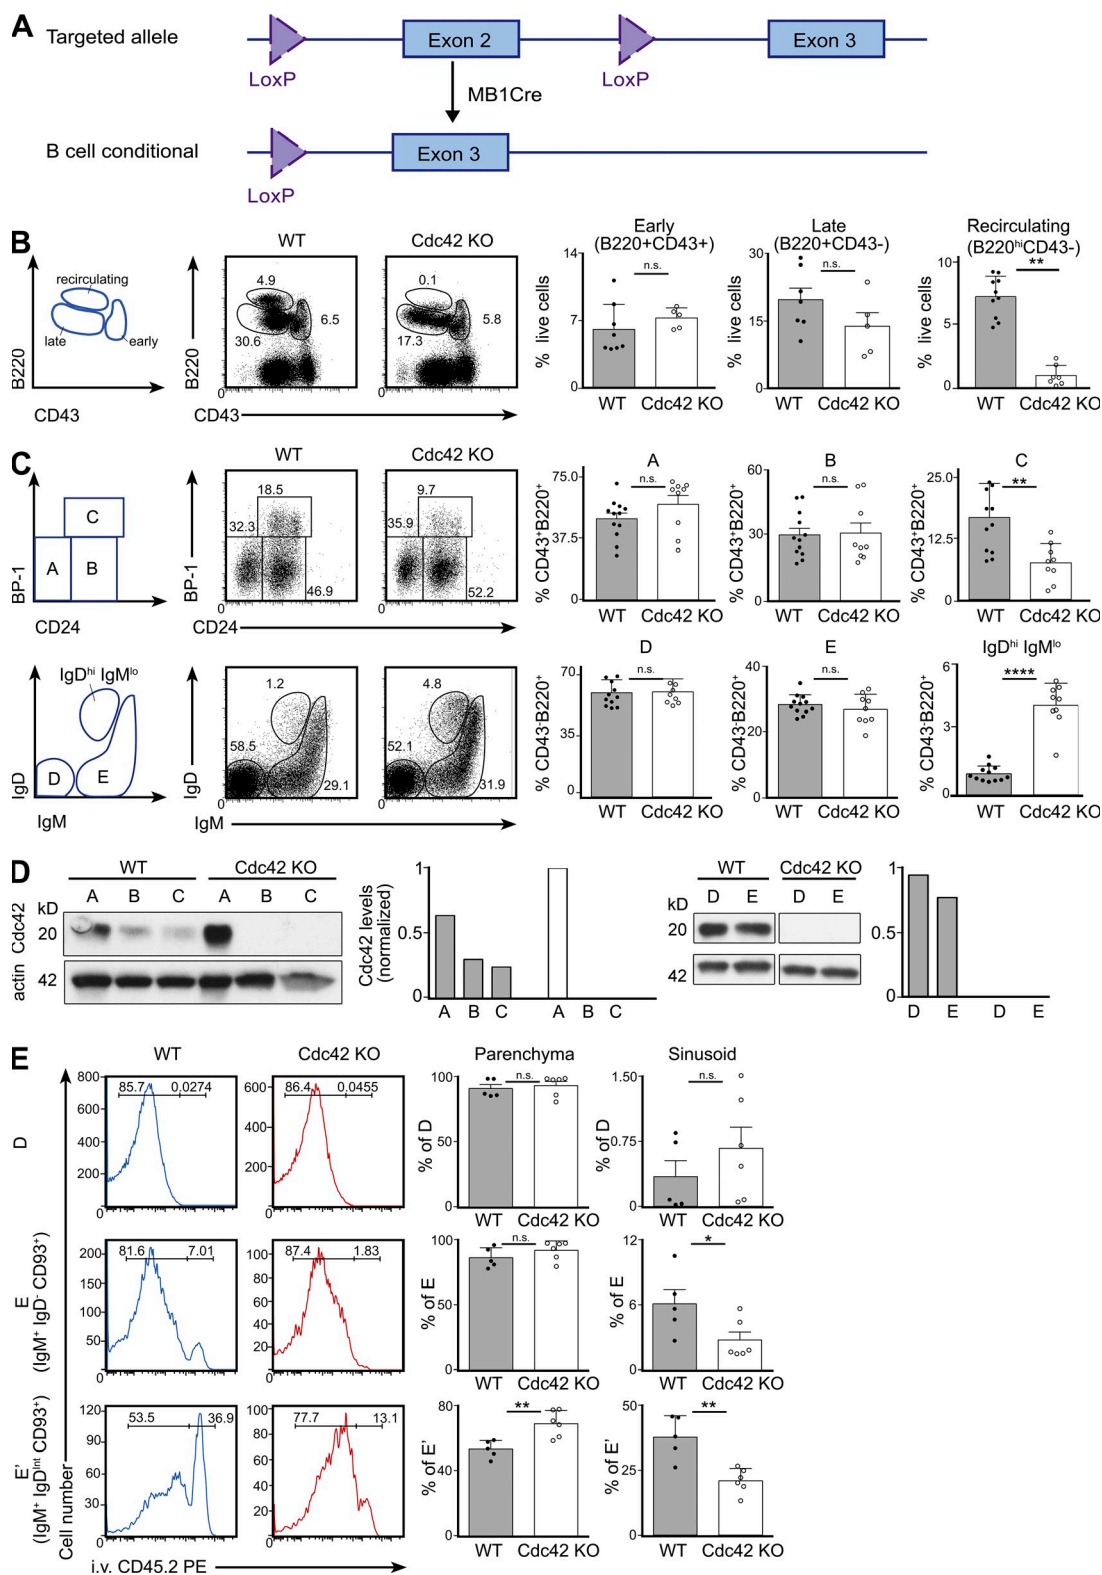 A
Targeted allele
Exon 2
Exon 3
LoxP
LoxP
MB1Cre
B cell conditional
Exon 3
LoxP
B
WT
Cdc42 KO
Early
(B220+CD43+)
Late
(B220+CD43-)
Recirculating
(B220hiCD43-)
recirculating
late
early
B220
CD43
B220
4.9
6.5
30.6
0
0.1
5.8
17.3
0
CD43
% live cells
14
7
0
n.s.
WT
Cdc42 KO
% live cells
30
20
10
0
n.s.
WT
Cdc42 KO
% live cells
10
5
0
**
WT
Cdc42 KO
C
WT
Cdc42 KO
A
B
C
C
A
B
BP-1
CD24
BP-1
18.5
32.3
46.9
0
9.7
35.9
52.2
0
CD24
% CD43+B220+
75.0
37.5
0
n.s.
WT
Cdc42 KO
% CD43+B220+
60
30
0
n.s.
WT
Cdc42 KO
% CD43+B220+
25.0
12.5
0
**
WT
Cdc42 KO
D
E
IgDhi IgMlo
IgDhi IgMlo
D
E
IgD
IgM
IgD
1.2
58.5
29.1
0
4.8
52.1
31.9
0
IgM
% CD43-B220+
70
35
0
n.s.
WT
Cdc42 KO
% CD43-B220+
40
20
0
n.s.
WT
Cdc42 KO
% CD43-B220+
6
3
0
****
WT
Cdc42 KO
D
WT
Cdc42 KO
kD
A
B
C
A
B
C
Cdc42
20
actin
42
Cdc42 levels
(normalized)
1
0.5
0
A
B
C
A
B
C
WT
Cdc42 KO
kD
D
E
D
E
20
42
1
0.5
0
D
E
D
E
E
WT
Cdc42 KO
Parenchyma
Sinusoid
D
800
600
400
200
0
0
85.7
0.0274
600
400
200
0
0
86.4
0.0455
% of D
100
50
0
n.s.
WT
Cdc42 KO
% of D
1.50
0.75
0
n.s.
WT
Cdc42 KO
E
(IgM+ IgD- CD93+)
200
150
100
50
0
0
81.6
7.01
100
80
60
40
20
0
0
87.4
1.83
% of E
100
50
0
n.s.
WT
Cdc42 KO
% of E
12
6
0
*
WT
Cdc42 KO
E'
(IgM+ IgDInt CD93+)
120
90
60
30
0
0
53.5
36.9
100
80
60
40
20
0
0
77.7
13.1
% of E'
80
40
0
**
WT
Cdc42 KO
% of E'
50
25
0
**
WT
Cdc42 KO
Cell number
i.v. CD45.2 PE